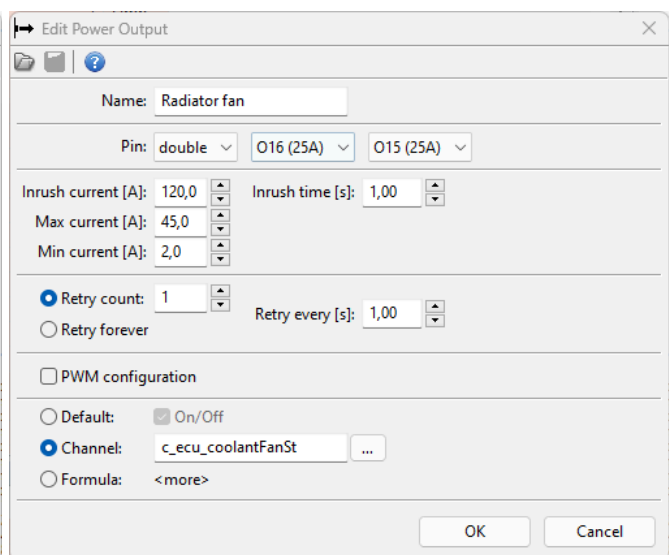 Edit Power Output
Name: Radiator fan
Pin: double O16 (25A) O15 (25A)
Inrush current [A]: 120,0 Inrush time [s]: 1,00
Max current [A]: 45,0
Min current [A]: 2,0
Retry count: 1
Retry every [s]: 1,00
Retry forever
PWM configuration
Default: On/Off
Channel: c_ecu_coolantFanSt ...
Formula: <more>
OK Cancel